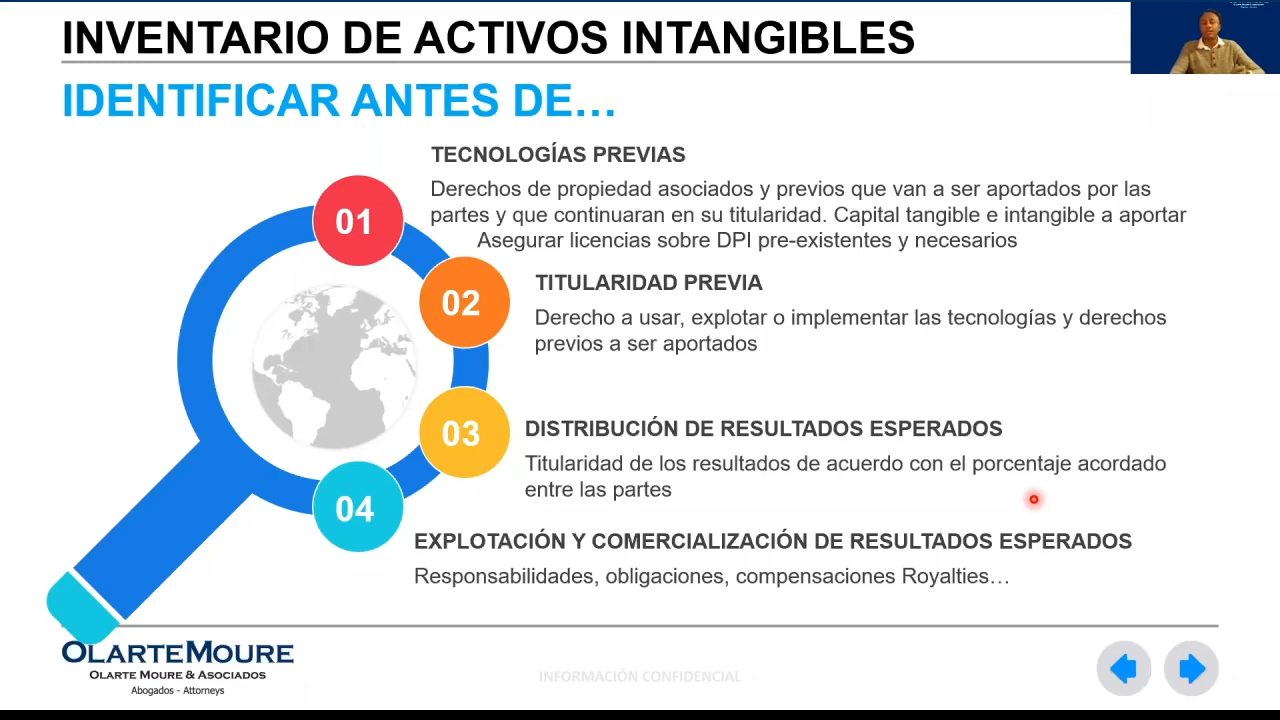 INVENTARIO DE ACTIVOS INTANGIBLES
IDENTIFICAR ANTES DE…
TECNOLOGÍAS PREVIAS
Derechos de propiedad asociados y previos que van a ser aportados por las
partes y que continuaran en su titularidad. Capital tangible e intangible a aportar
Asegurar licencias sobre DPI pre-existentes y necesarios
01
TITULARIDAD PREVIA
Derecho a usar, explotar o implementar las tecnologías y derechos
previos a ser aportados
02
DISTRIBUCIÓN DE RESULTADOS ESPERADOS
Titularidad de los resultados de acuerdo con el porcentaje acordado
entre las partes
03
EXPLOTACIÓN Y COMERCIALIZACIÓN DE RESULTADOS ESPERADOS
Responsabilidades, obligaciones, compensaciones Royalties…
04
OLARTEMOURE
OLARTE MOURE & ASOCIADOS
Abogados - Attorneys
INFORMACIÓN CONFIDENCIAL